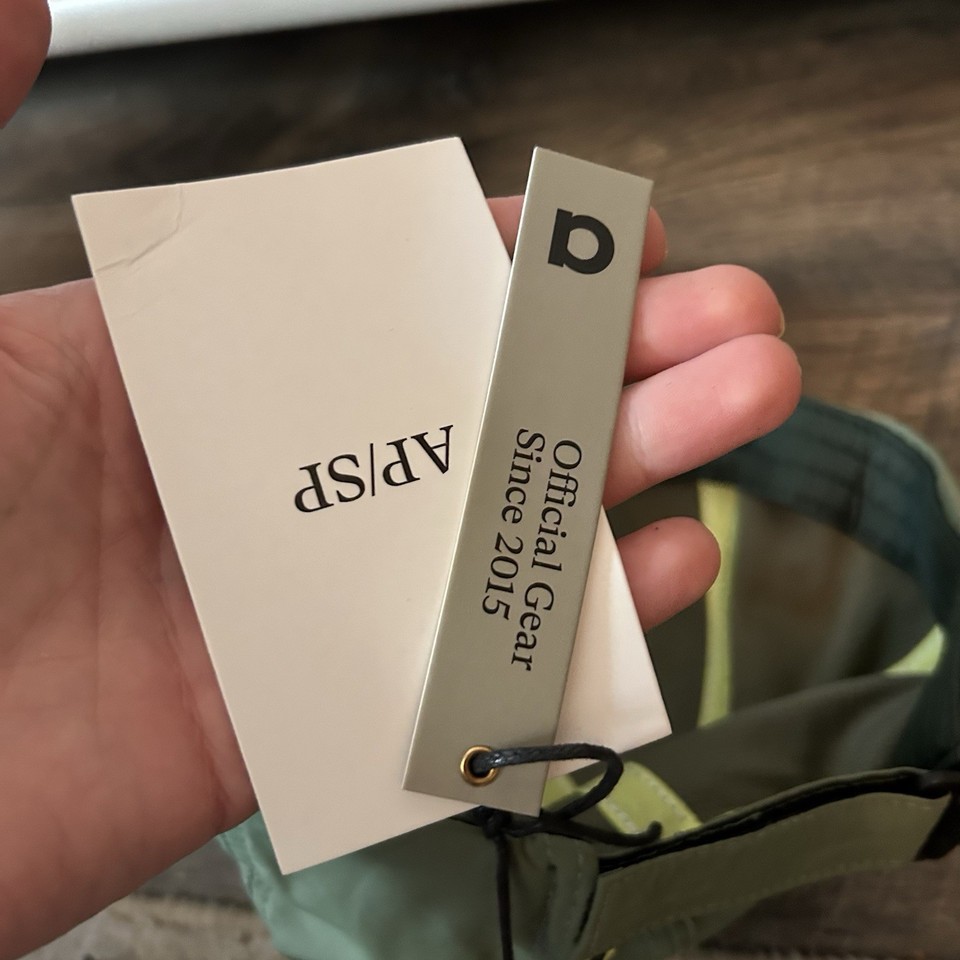 AP/SP
a
Official Gear
Since 2015